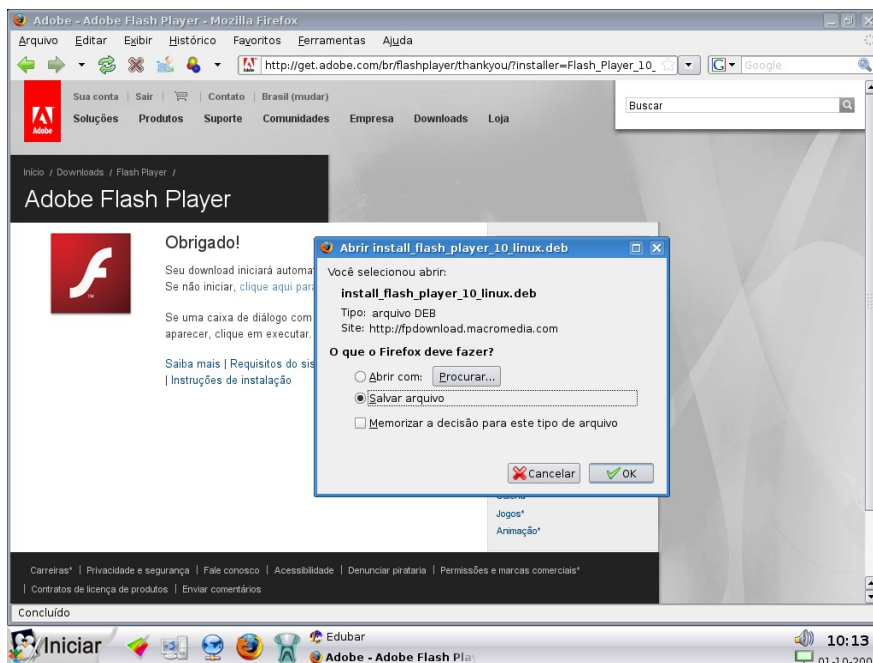 Adobe - Adobe Flash Player - Mozilla Firefox
Arquivo Editar Exibir Histórico Favoritos Ferramentas Ajuda
http://get.adobe.com/br/flashplayer/thankyou/?installer=Flash_Player_10_
Google
Sua conta | Sair | | Contato | Brasil (mudar)
Adobe
Soluções Produtos Suporte Comunidades Empresa Downloads Loja
Buscar
Início / Downloads / Flash Player /
Adobe Flash Player
Obrigado!
Seu download iniciará automa
Se não iniciar, clique aqui para
Se uma caixa de diálogo com
aparecer, clique em executar.
Saiba mais | Requisitos do sis
| Instruções de instalação
Abrir install_flash_player_10_linux.deb
Você selecionou abrir:
install_flash_player_10_linux.deb
Tipo: arquivo DEB
Site: http://fpdownload.macromedia.com
O que o Firefox deve fazer?
Abrir com: Procurar...
Salvar arquivo
Memorizar a decisão para este tipo de arquivo
Cancelar OK
Jogos*
Animação*
Carreiras* | Privacidade e segurança | Fale conosco | Acessibilidade | Denunciar pirataria | Permissões e marcas comerciais*
| Contratos de licença de produtos | Enviar comentários
Concluído
Iniciar
Edubar
Adobe - Adobe Flash Pla
10:13
01-10-200